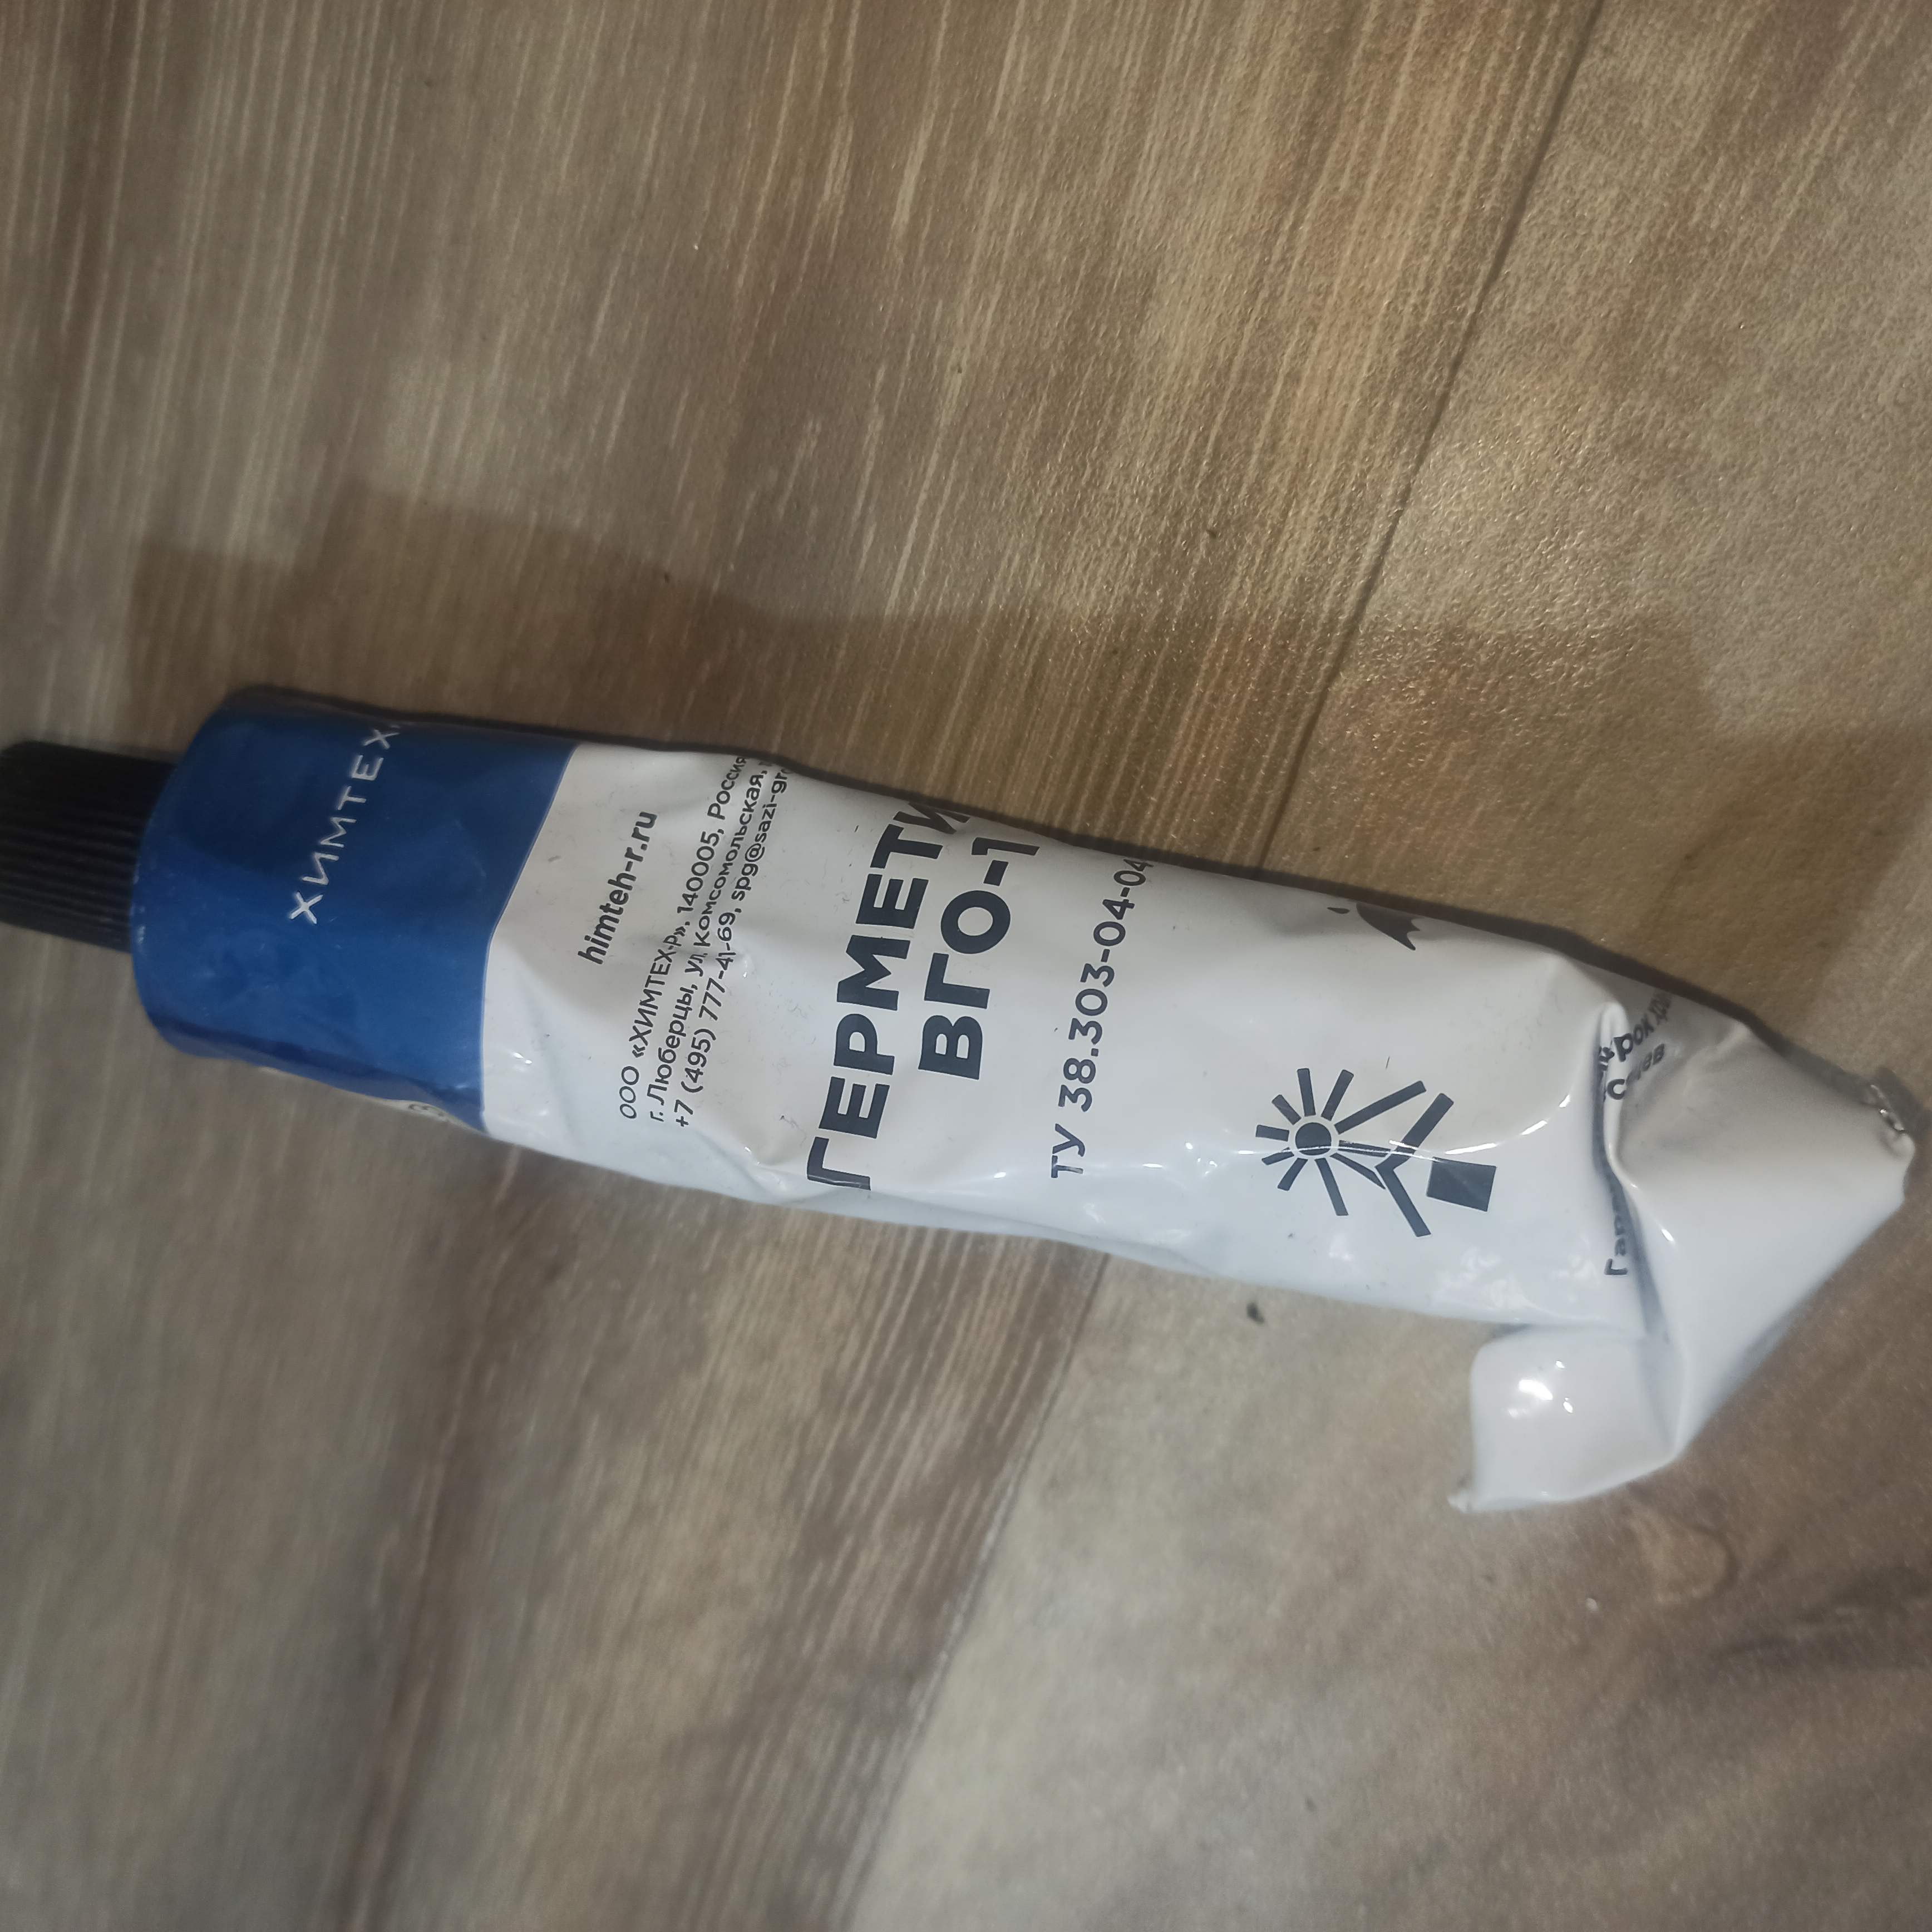 ХИМТЕХ
himteh-r.ru
ООО «ХИМТЕХ-Р», 140005, Россия
г. Люберцы, ул. Комсомольская,
+7 (495) 777-41-69, spg@sazi-gr
ГЕРМЕТИ
ВГО-1
ТУ 38.303-04-04